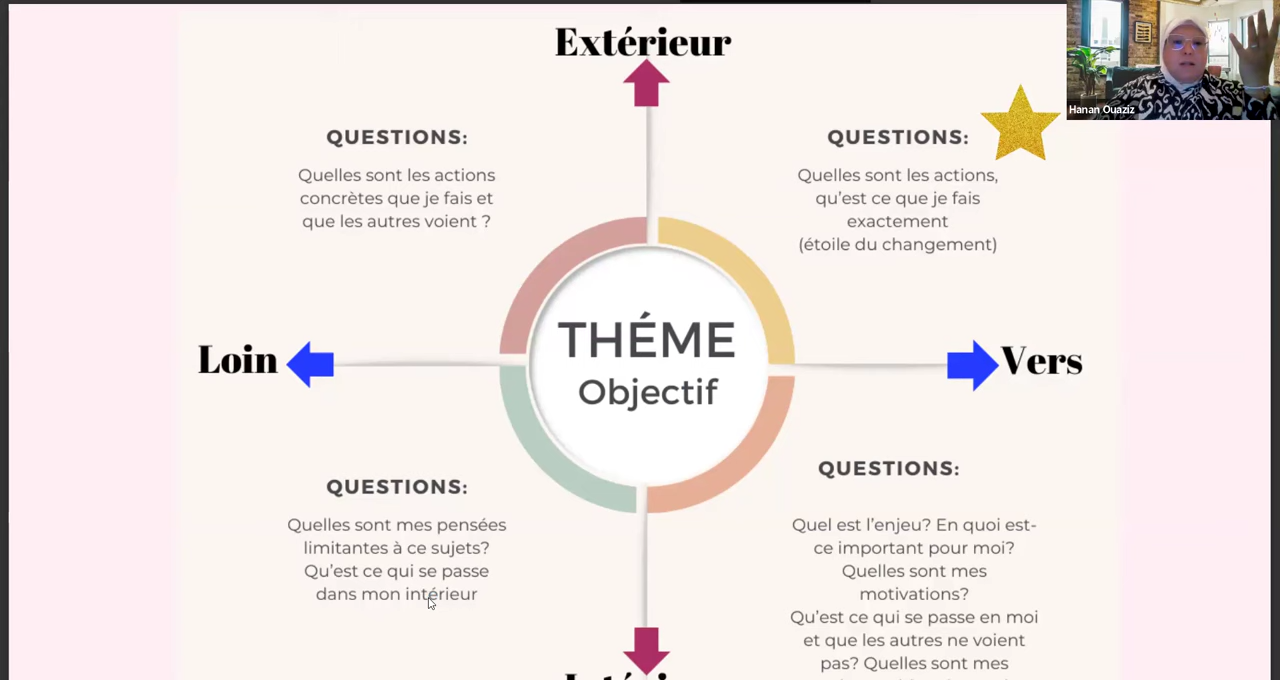 Extérieur
Hanan Ouaziz
QUESTIONS:
Quelles sont les actions
concrètes que je fais et
que les autres voient ?
QUESTIONS:
Quelles sont les actions,
qu'est ce que je fais
exactement
(étoile du changement)
Loin
THÉME
Objectif
Vers
QUESTIONS:
Quelles sont mes pensées
limitantes à ce sujets?
Qu'est ce qui se passe
dans mon intérieur
QUESTIONS:
Quel est l'enjeu? En quoi est-
ce important pour moi?
Quelles sont mes
motivations?
Qu'est ce qui se passe en moi
et que les autres ne voient
pas? Quelles sont mes